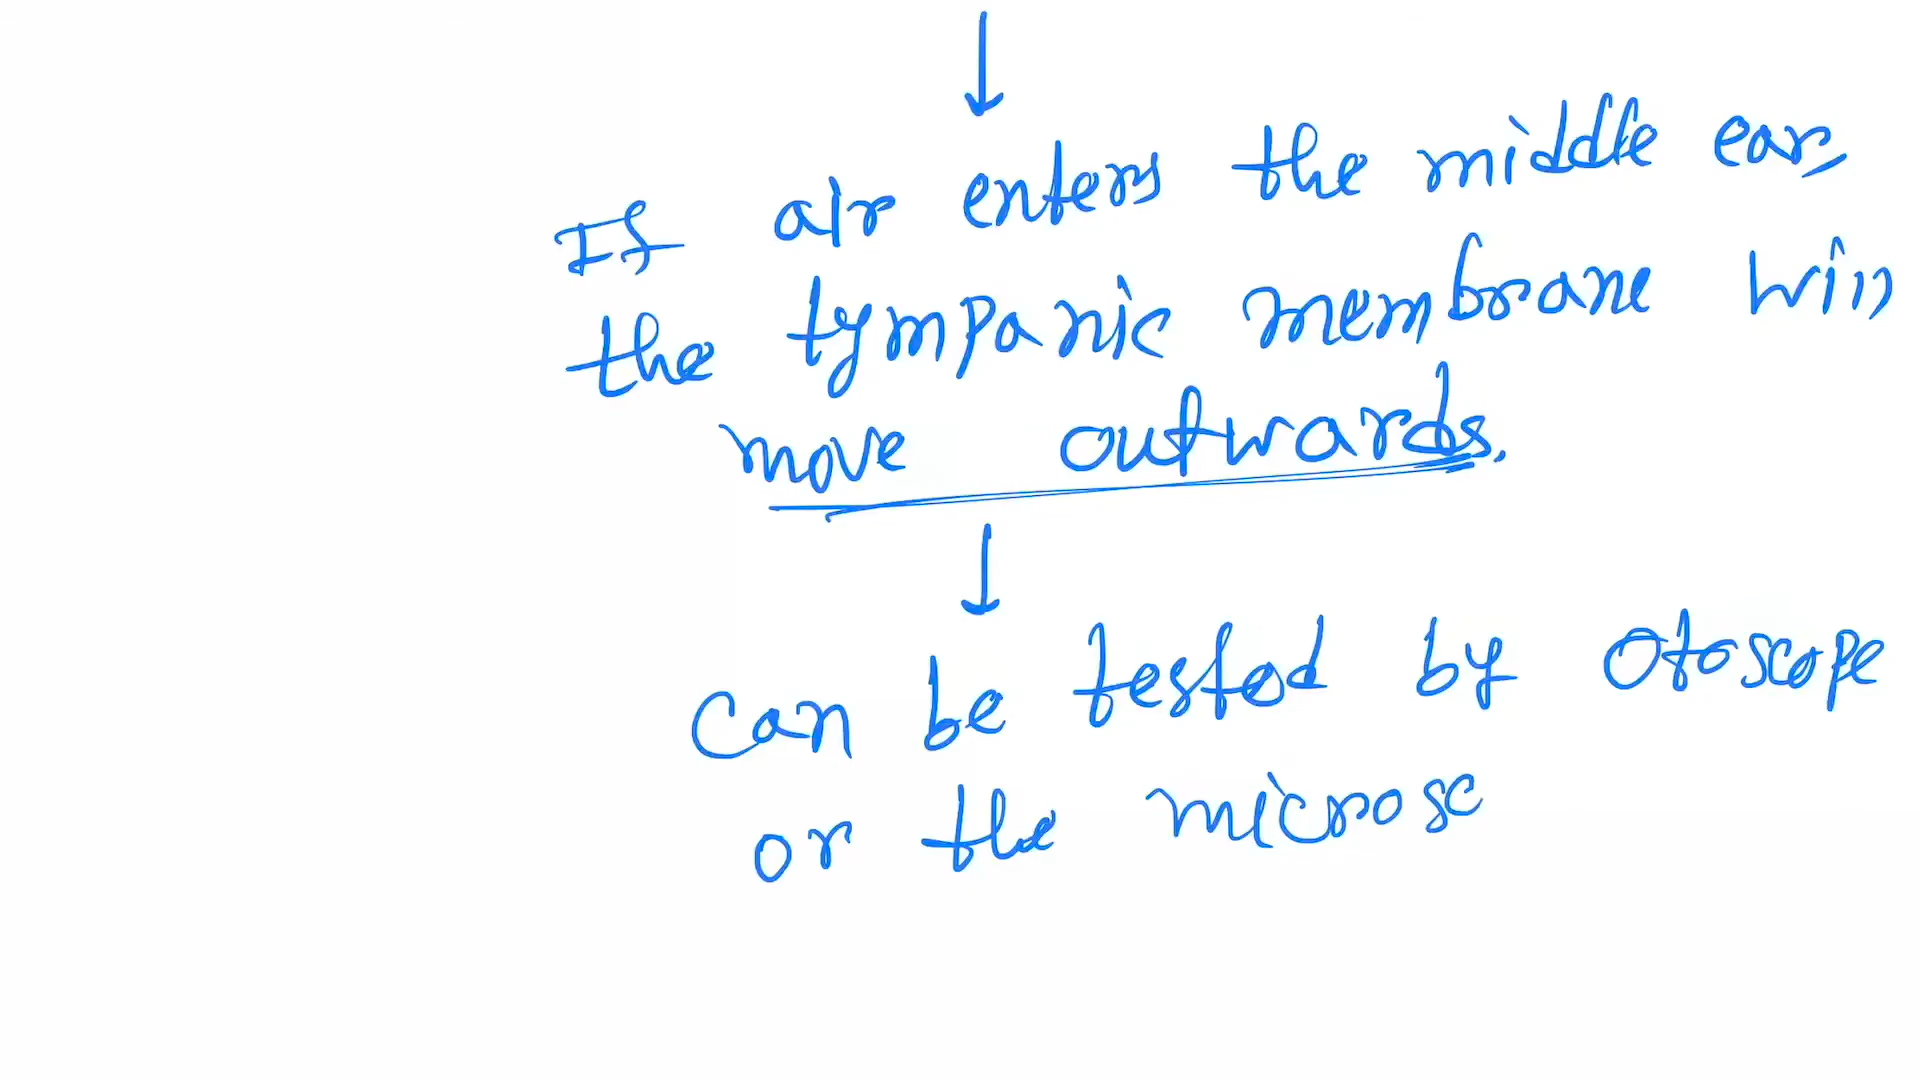 If air enters the middle ear,
the tympanic membrane will
move outwards.
can be tested by otoscope
or the microsc